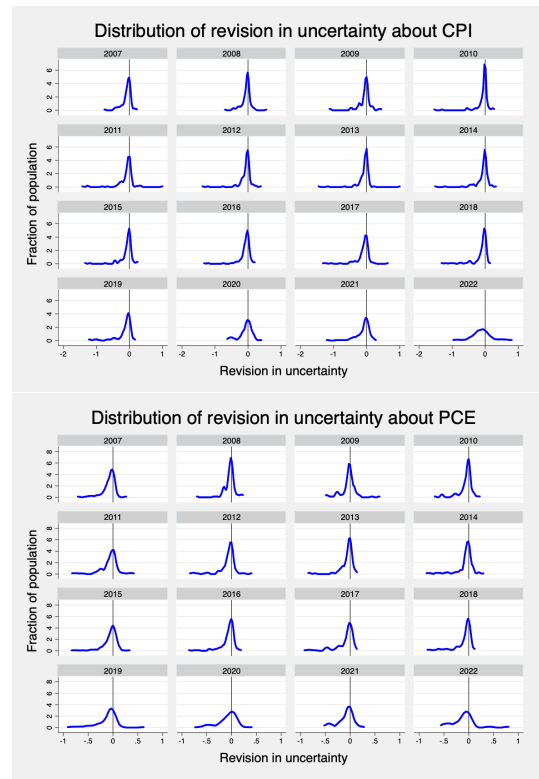 Distribution of revision in uncertainty about CPI
2007 2008 2009 2010
0 2 4 6
2011 2012 2013 2014
0 2 4 6
2015 2016 2017 2018
0 2 4 6
2019 2020 2021 2022
0 2 4 6
-2 -1 0 1 -2 -1 0 1 -2 -1 0 1 -2 -1 0 1
Fraction of population
Revision in uncertainty
Distribution of revision in uncertainty about PCE
2007 2008 2009 2010
0 2 4 6 8
2011 2012 2013 2014
0 2 4 6 8
2015 2016 2017 2018
0 2 4 6 8
2019 2020 2021 2022
0 2 4 6 8
-1 -.5 0 .5 1 -1 -.5 0 .5 1 -1 -.5 0 .5 1 -1 -.5 0 .5 1
Fraction of population
Revision in uncertainty